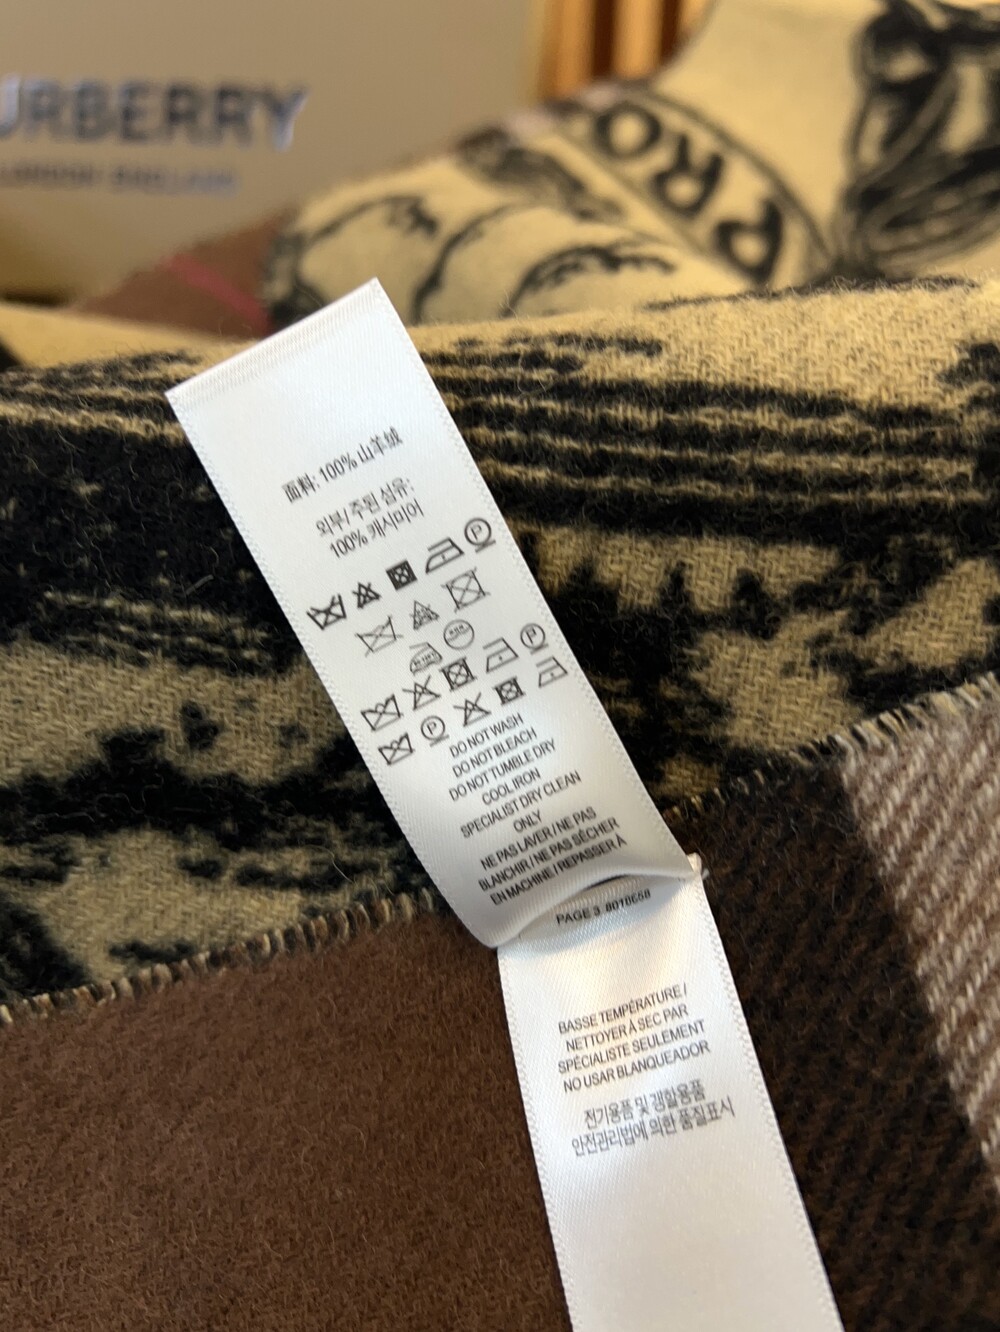 URBERRY
LONDON ENGLAND
PRO
面料: 100% 山羊绒
외부/주된 섬유:
100% 캐시미어
DO NOT WASH
DO NOT BLEACH
DO NOT TUMBLE DRY
COOL IRON
SPECIALIST DRY CLEAN
ONLY
NE PAS LAVER / NE PAS
BLANCHIR / NE PAS SÉCHER
EN MACHINE / REPASSER À
PAGE 3 8018658
BASSE TEMPÉRATURE /
NETTOYER À SEC PAR
SPÉCIALISTE SEULEMENT
NO USAR BLANQUEADOR
전기용품 및 생활용품
안전관리법에 의한 품질표시